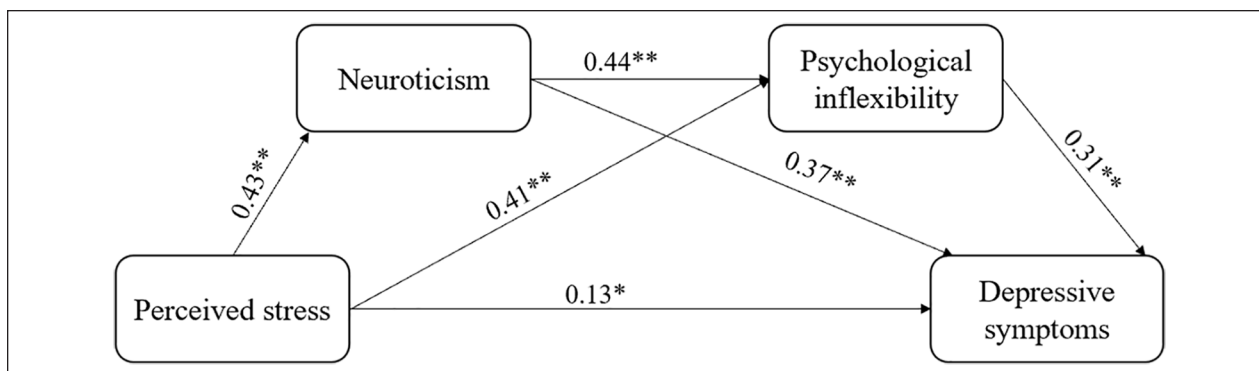 Neuroticism
0.44**
Psychological
inflexibility
0.43**
0.41**
0.37**
0.31**
Perceived stress
0.13*
Depressive
symptoms